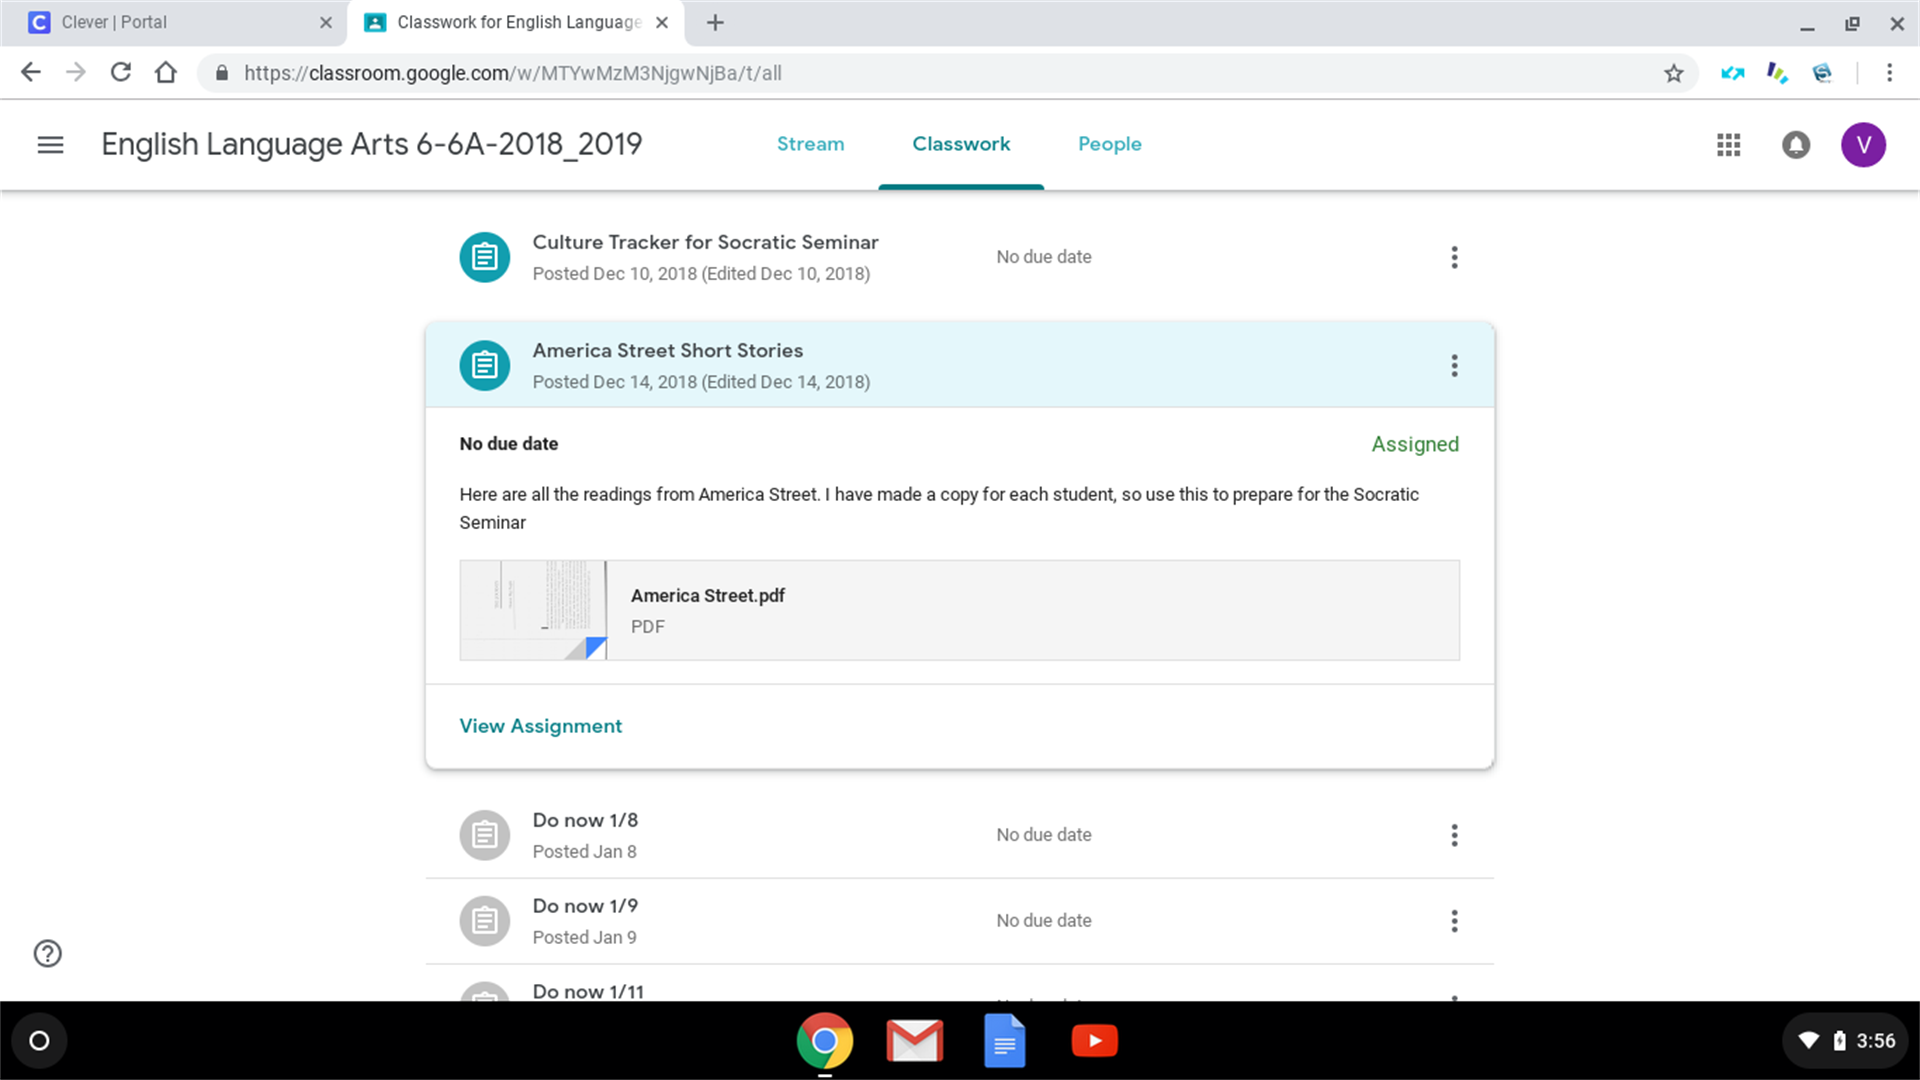 Clever | Portal
Classwork for English Language
https://classroom.google.com/w/MTYwMzM3NjgwNjBa/t/all
English Language Arts 6-6A-2018_2019
Stream
Classwork
People
V
Culture Tracker for Socratic Seminar
Posted Dec 10, 2018 (Edited Dec 10, 2018)
No due date
America Street Short Stories
Posted Dec 14, 2018 (Edited Dec 14, 2018)
No due date
Assigned
Here are all the readings from America Street. I have made a copy for each student, so use this to prepare for the Socratic
Seminar
America Street.pdf
PDF
View Assignment
Do now 1/8
Posted Jan 8
No due date
Do now 1/9
Posted Jan 9
No due date
Do now 1/11
3:56